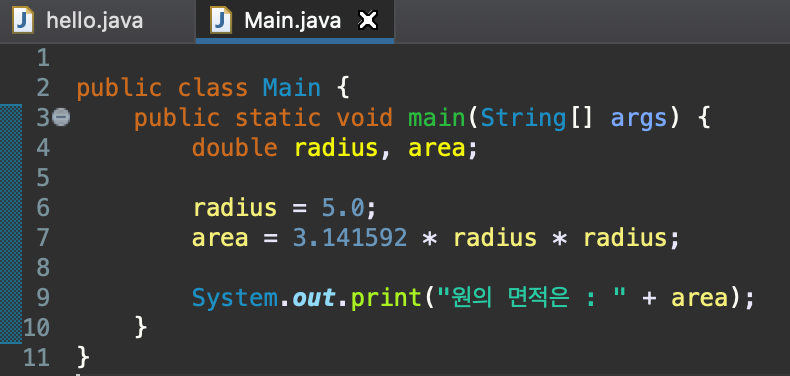 hello.java Main.java
1
2 public class Main {
3 public static void main(String[] args) {
4 double radius, area;
5
6 radius = 5.0;
7 area = 3.141592 * radius * radius;
8
9 System.out.print("원의 면적은 : " + area);
10 }
11 }